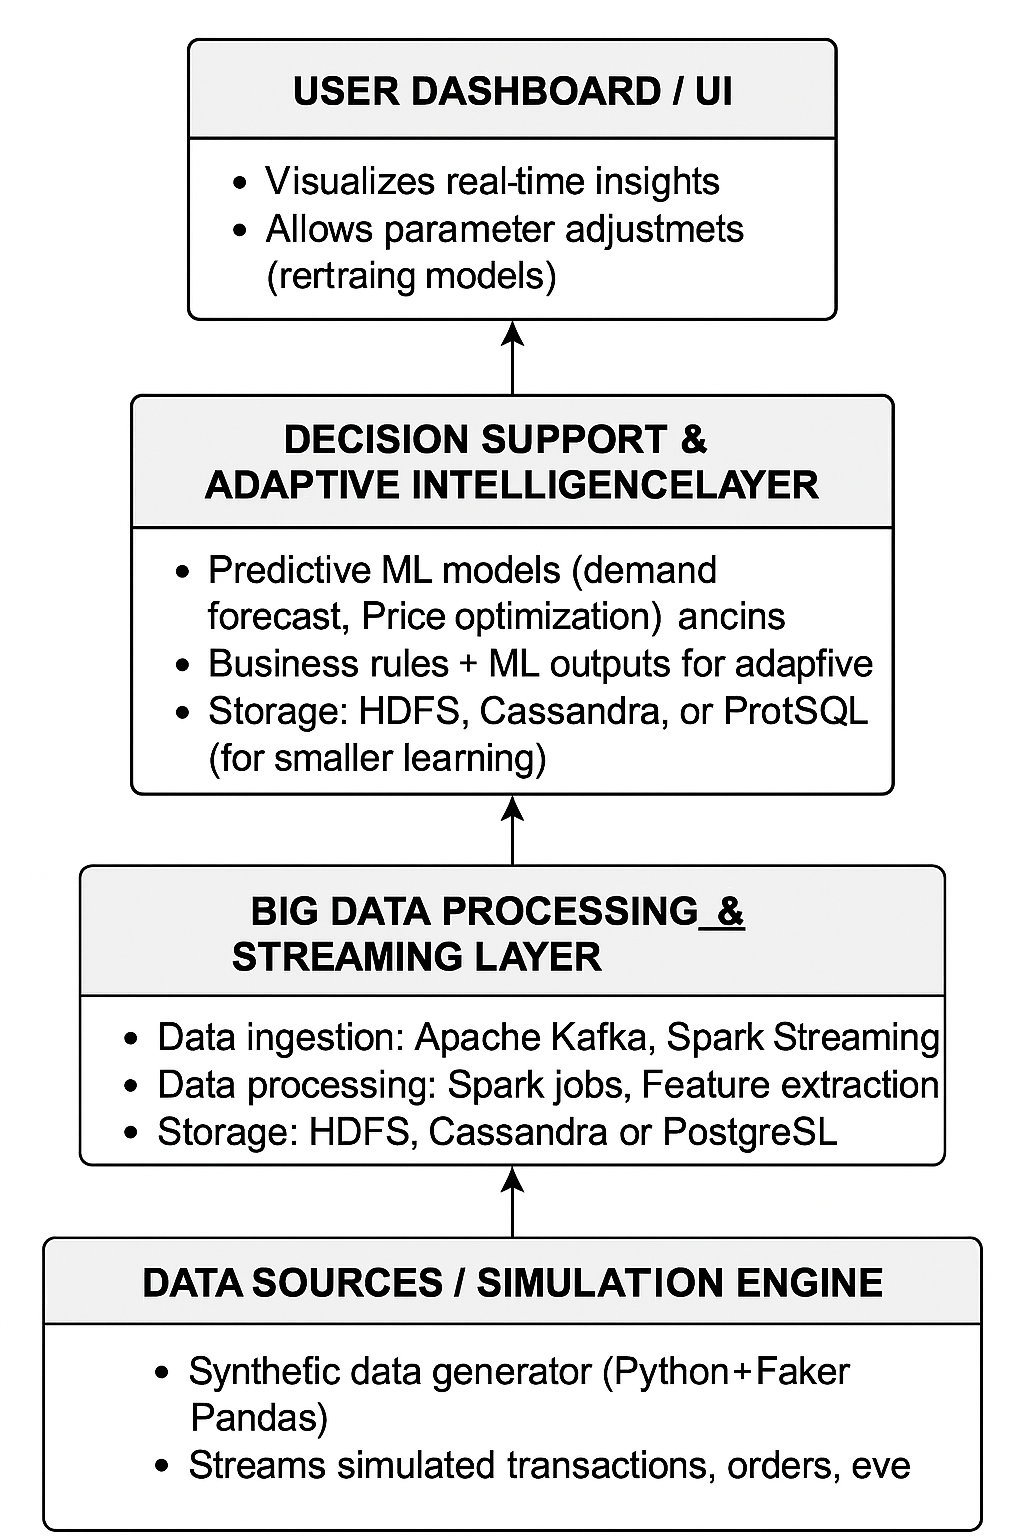 USER DASHBOARD / UI
• Visualizes real-time insights
• Allows parameter adjustmets
(rertraing models)
DECISION SUPPORT &
ADAPTIVE INTELLIGENCELAYER
• Predictive ML models (demand
forecast, Price optimization) ancins
• Business rules + ML outputs for adapfive
• Storage: HDFS, Cassandra, or ProtSQL
(for smaller learning)
BIG DATA PROCESSING &
STREAMING LAYER
• Data ingestion: Apache Kafka, Spark Streaming
• Data processing: Spark jobs, Feature extraction
• Storage: HDFS, Cassandra or PostgreSL
DATA SOURCES / SIMULATION ENGINE
• Synthefic data generator (Python+Faker
Pandas)
• Streams simulated transactions, orders, eve